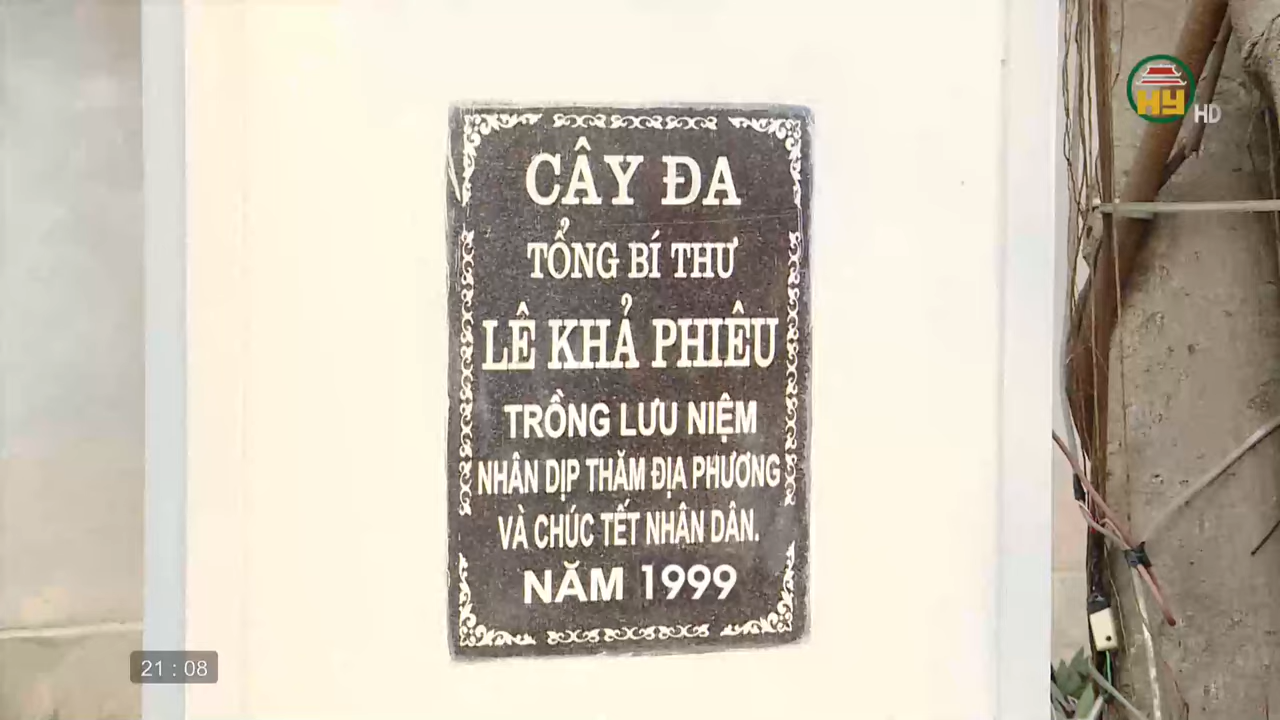 HY HD
CÂY ĐA
TỔNG BÍ THƯ
LÊ KHẢ PHIÊU
TRỒNG LƯU NIỆM
NHÂN DỊP THĂM ĐỊA PHƯƠNG
VÀ CHÚC TẾT NHÂN DÂN.
NĂM 1999
21 : 08